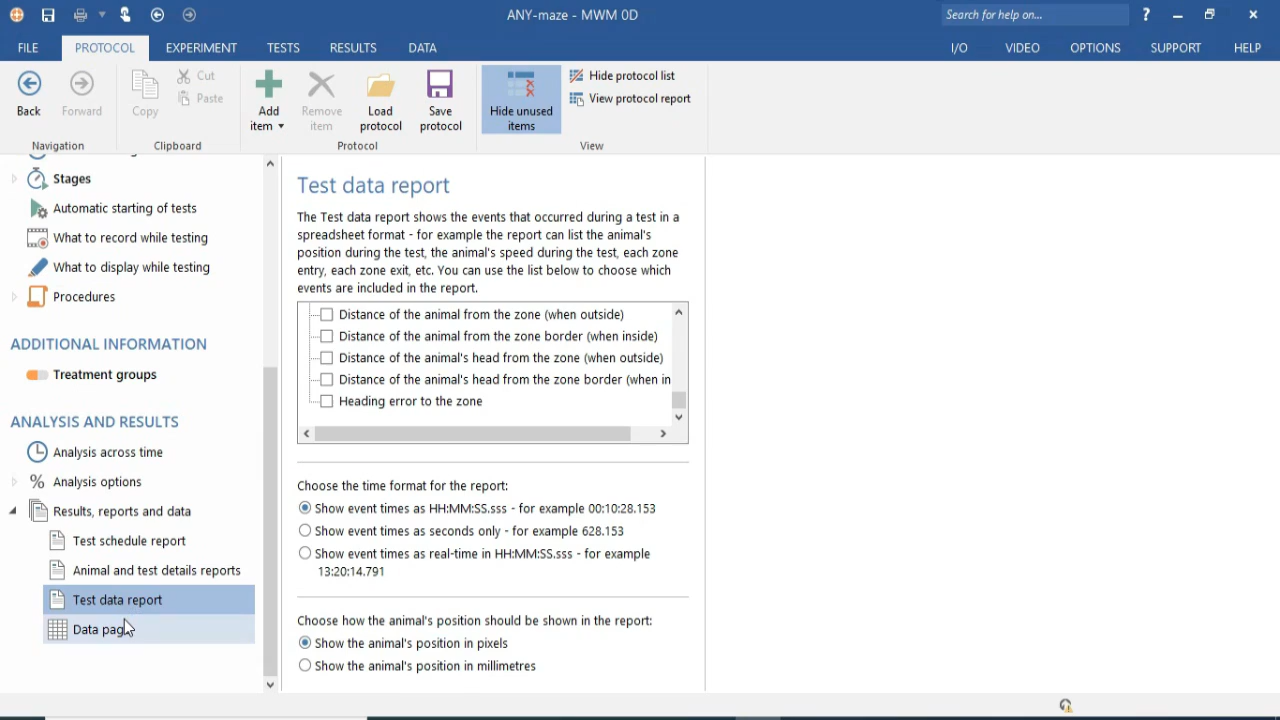 ANY-maze - MWM 0D
Search for help on...
?
FILE
PROTOCOL
EXPERIMENT
TESTS
RESULTS
DATA
I/O
VIDEO
OPTIONS
SUPPORT
HELP
Back
Forward
Navigation
Copy
Cut
Paste
Clipboard
Add
item
Remove
item
Load
protocol
Save
protocol
Protocol
Hide unused
items
Hide protocol list
View protocol report
View
Stages
Automatic starting of tests
What to record while testing
What to display while testing
Procedures
ADDITIONAL INFORMATION
Treatment groups
ANALYSIS AND RESULTS
Analysis across time
% Analysis options
Results, reports and data
Test schedule report
Animal and test details reports
Test data report
Data pag
Test data report
The Test data report shows the events that occurred during a test in a
spreadsheet format - for example the report can list the animal's
position during the test, the animal's speed during the test, each zone
entry, each zone exit, etc. You can use the list below to choose which
events are included in the report.
Distance of the animal from the zone (when outside)
Distance of the animal from the zone border (when inside)
Distance of the animal's head from the zone (when outside)
Distance of the animal's head from the zone border (when in
Heading error to the zone
Choose the time format for the report:
Show event times as HH:MM:SS.sss - for example 00:10:28.153
Show event times as seconds only - for example 628.153
Show event times as real-time in HH:MM:SS.sss - for example
13:20:14.791
Choose how the animal's position should be shown in the report:
Show the animal's position in pixels
Show the animal's position in millimetres